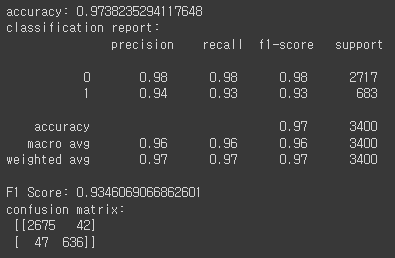 accuracy: 0.9738235294117648
classification report:
precision recall f1-score support
0 0.98 0.98 0.98 2717
1 0.94 0.93 0.93 683
accuracy 0.97 3400
macro avg 0.96 0.96 0.96 3400
weighted avg 0.97 0.97 0.97 3400
F1 Score: 0.9346069066862601
confusion matrix:
[[2675 42]
[ 47 636]]